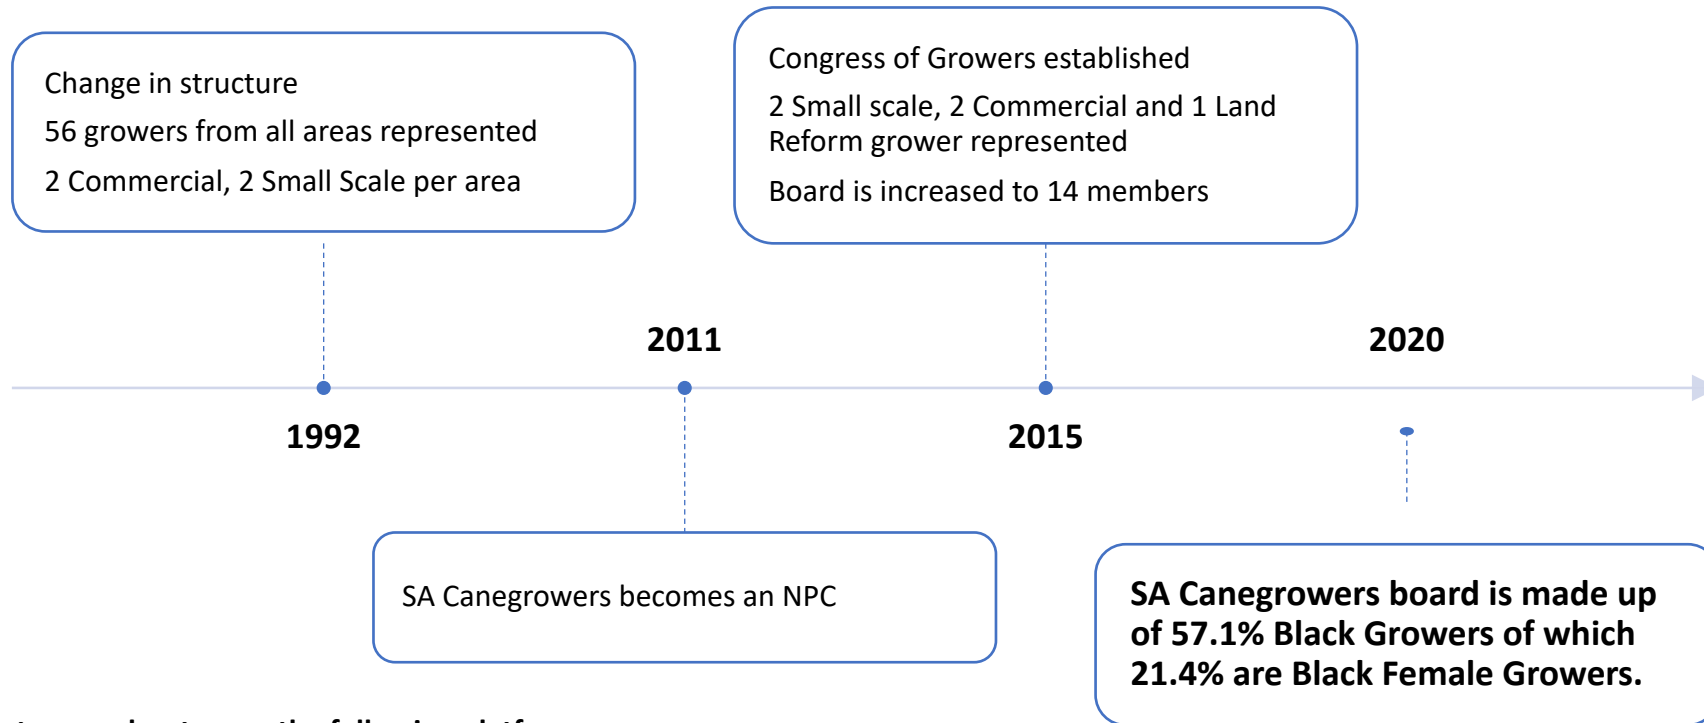 Change in structure
56 growers from all areas represented
2 Commercial, 2 Small Scale per area
Congress of Growers established
2 Small scale, 2 Commercial and 1 Land
Reform grower represented
Board is increased to 14 members
2011
2020
1992
2015
SA Canegrowers becomes an NPC
SA Canegrowers board is made up
of 57.1% Black Growers of which
21.4% are Black Female Growers.